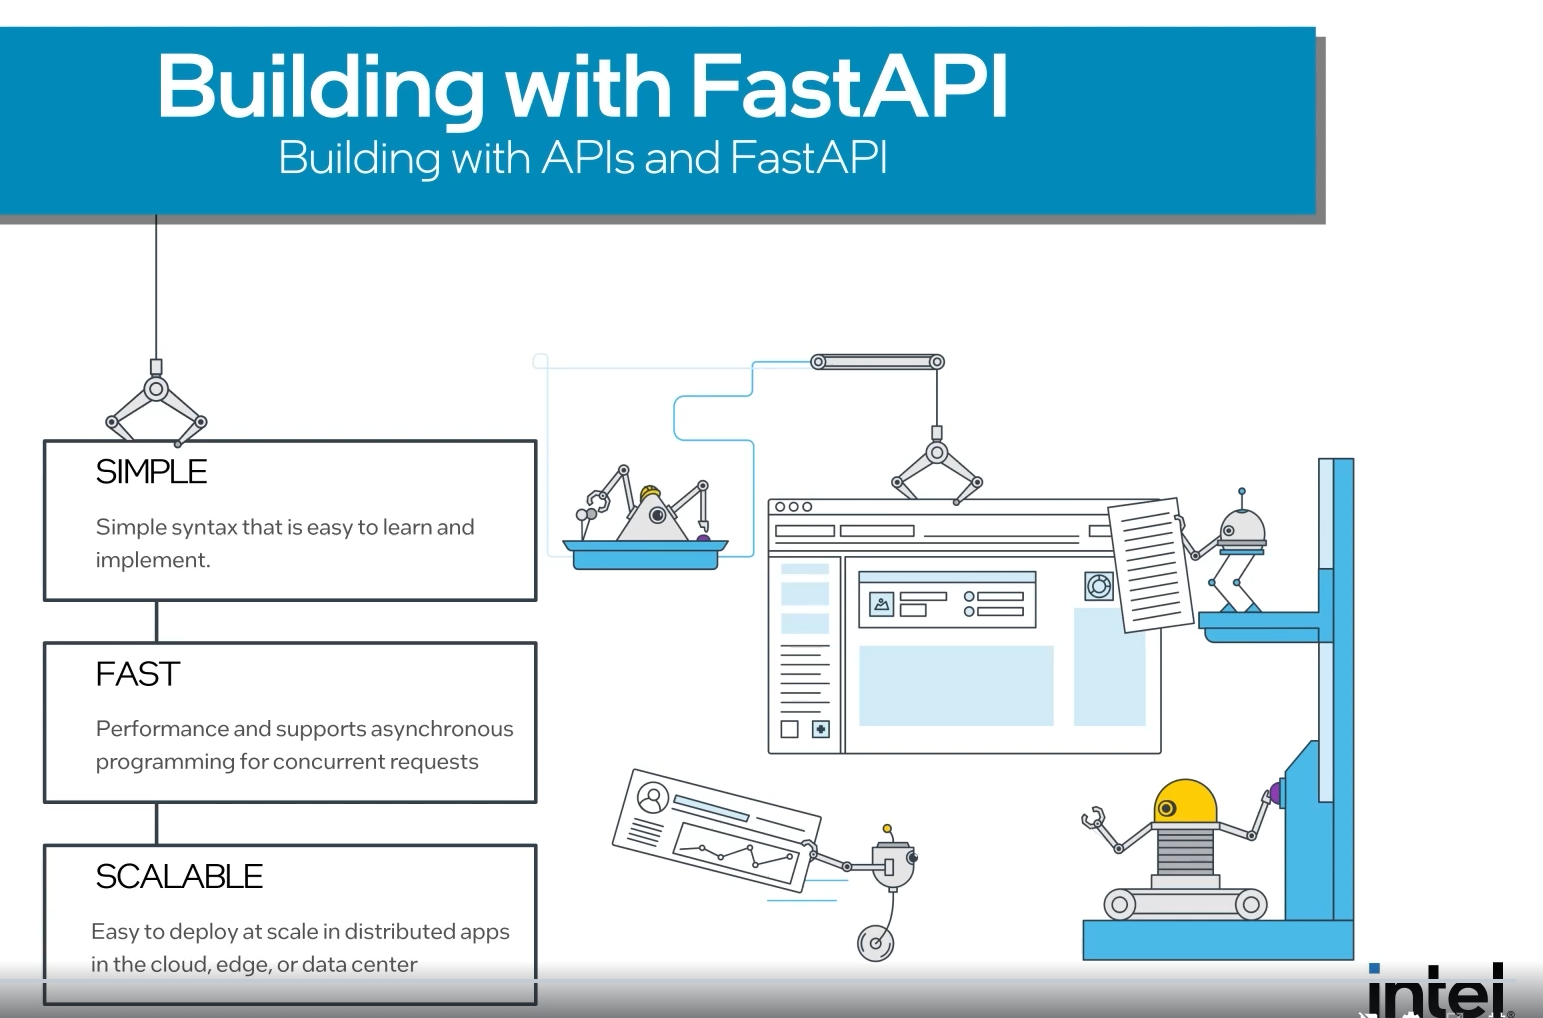 Building with FastAPI
Building with APIs and FastAPI
SIMPLE
Simple syntax that is easy to learn and
implement.
FAST
Performance and supports asynchronous
programming for concurrent requests
SCALABLE
Easy to deploy at scale in distributed apps
in the cloud, edge, or data center
intel